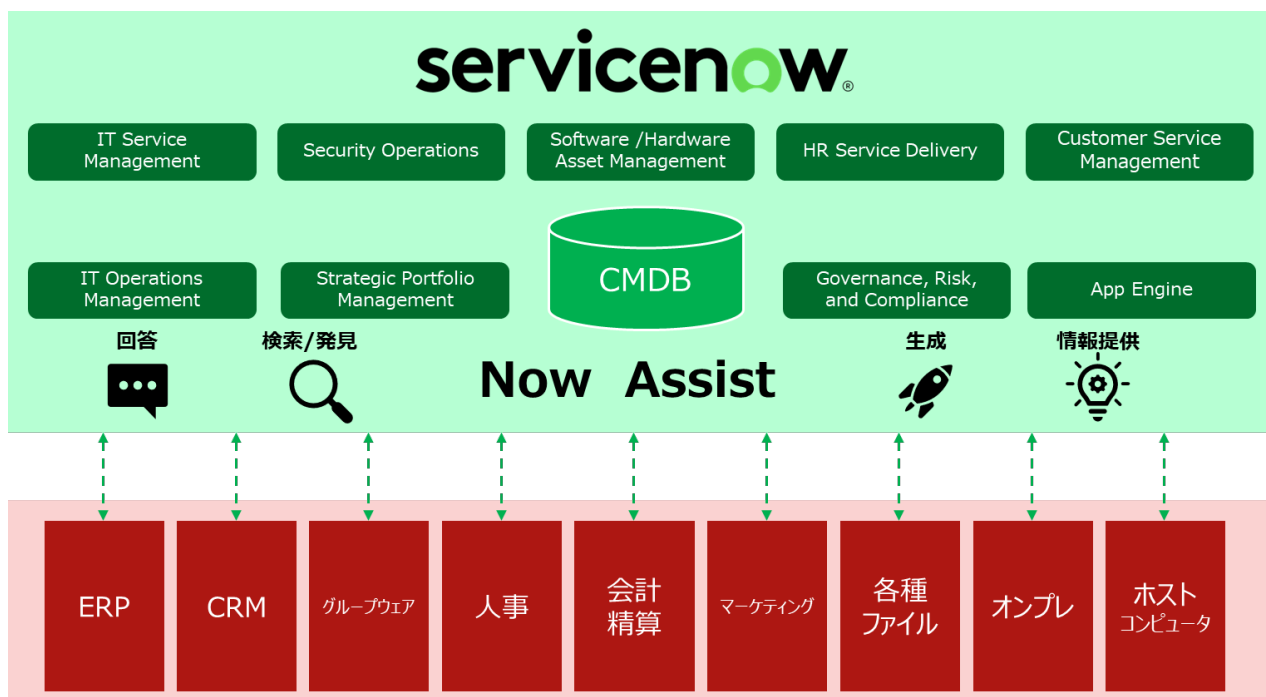 servicenow®
IT Service
Management
Security Operations
Software /Hardware
Asset Management
HR Service Delivery
Customer Service
Management
IT Operations
Management
Strategic Portfolio
Management
CMDB
Governance, Risk,
and Compliance
App Engine
回答
検索/発見
Now Assist
生成
情報提供
ERP
CRM
グループウェア
人事
会計
精算
マーケティング
各種
ファイル
オンプレ
ホスト
コンピュータ